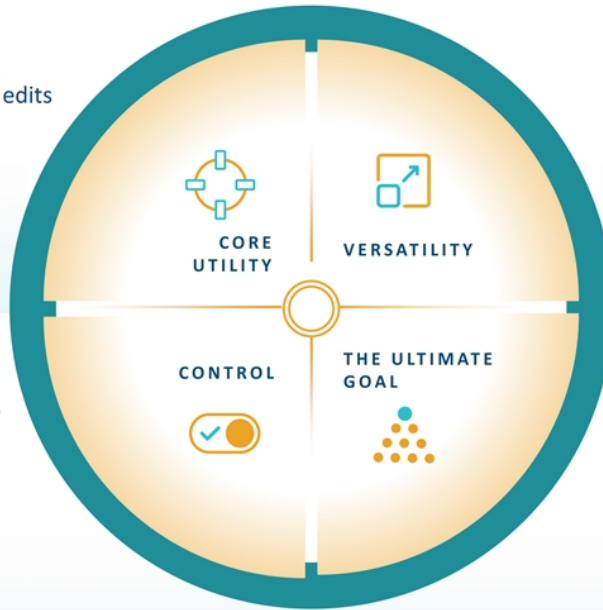 edits
CORE
UTILITY
VERSATILITY
CONTROL
THE ULTIMATE
GOAL